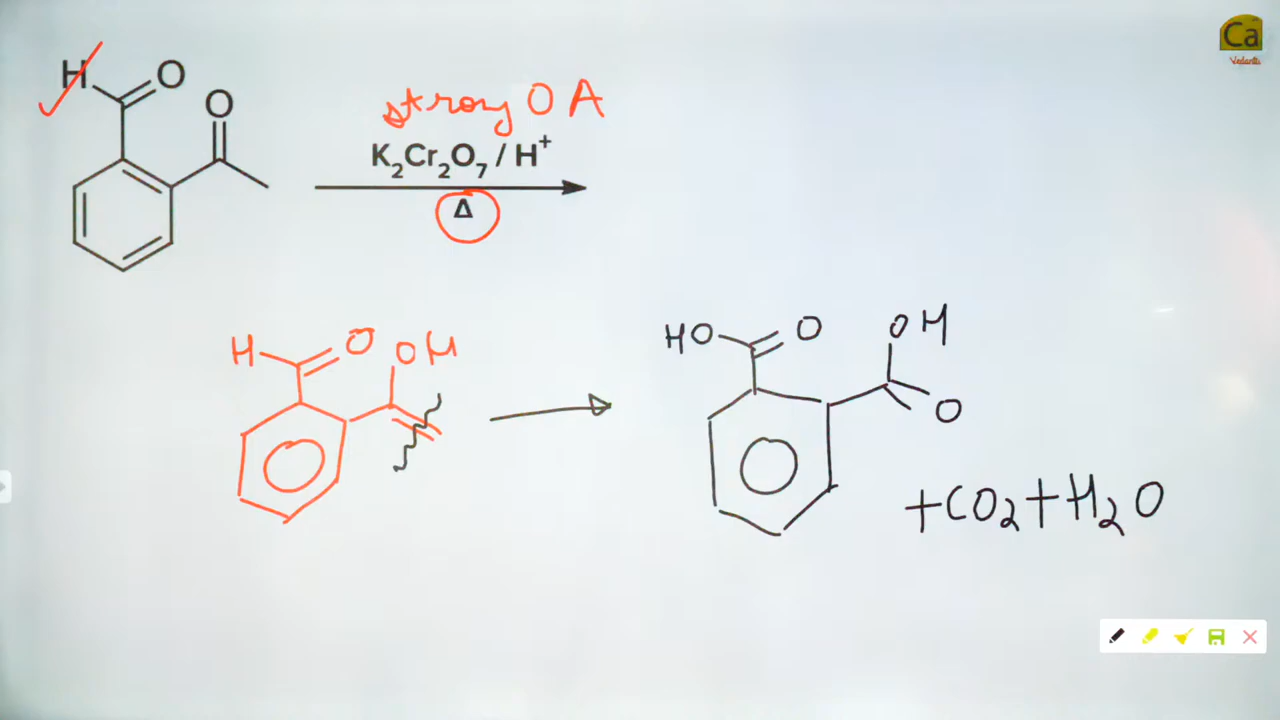 Ca
Vedantu
H O
O
strong O A
K₂Cr₂O₇ / H⁺
Δ
H O OH
HO O OH
O
+CO₂+H₂O